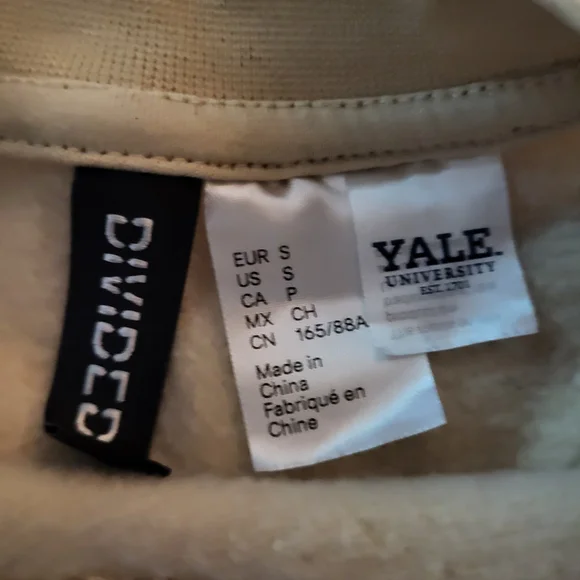 DIVIDED
EUR S
US S
CA P
MX CH
CN 165/88A
Made in
China
Fabriqué en
Chine
YALE
UNIVERSITY
EST. 1701